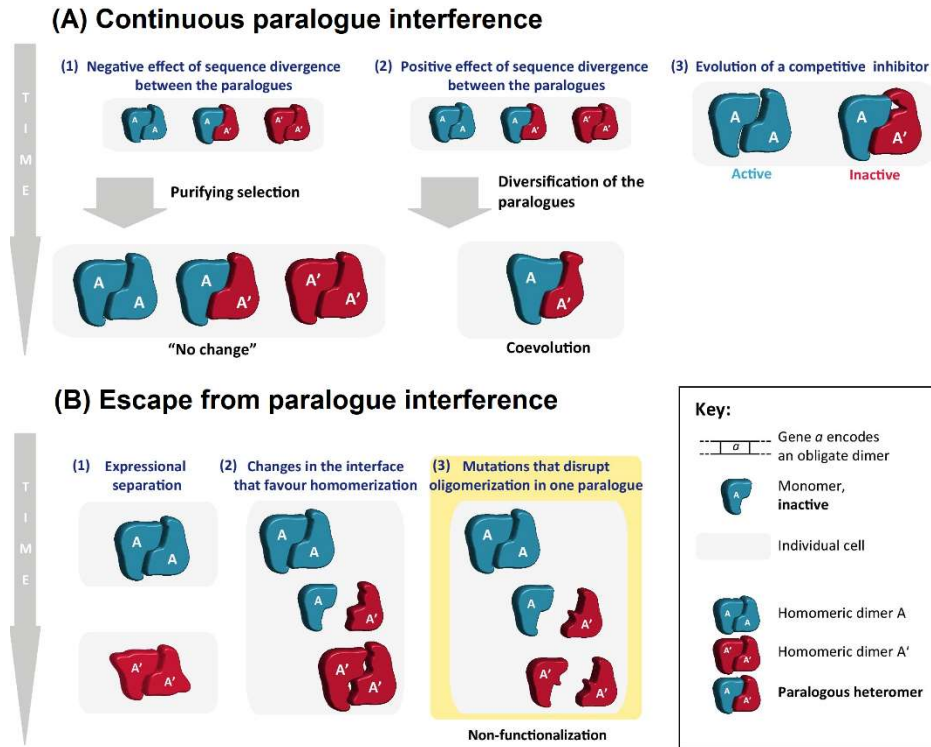 (A) Continuous paralogue interference
T
I
M
E
(1) Negative effect of sequence divergence
between the paralogues
A
A
A
A'
A'
A'
Purifying selection
A
A
A
A'
A'
A'
"No change"
(2) Positive effect of sequence divergence
between the paralogues
A
A
A
A'
A'
A'
Diversification of the
paralogues
A
A'
Coevolution
(3) Evolution of a competitive inhibitor
A
A
A
A'
Active
Inactive
(B) Escape from paralogue interference
T
I
M
E
(1) Expressional
separation
A
A
A'
A'
(2) Changes in the interface
that favour homomerization
A
A
A
A'
A'
A'
(3) Mutations that disrupt
oligomerization in one paralogue
A
A
A
A'
A'
A'
Non-functionalization
Key:
a
Gene a encodes
an obligate dimer
A
Monomer,
inactive
Individual cell
A
A
Homomeric dimer A
A'
A'
Homomeric dimer A'
A
A'
Paralogous heteromer